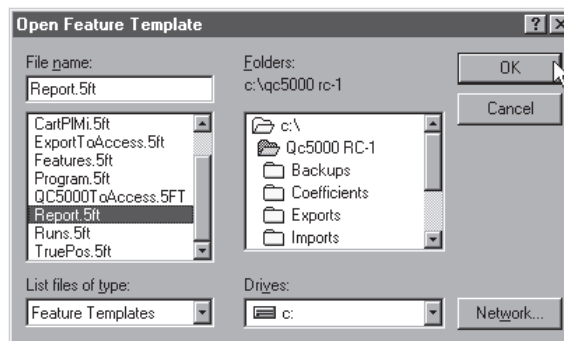 Open Feature Template
File name:
Report.5ft
CartPlMi.5ft
ExportToAccess.5ft
Features.5ft
Program.5ft
QC5000ToAccess.5FT
Report.5ft
Runs.5ft
TruePos.5ft
List files of type:
Feature Templates
Folders:
c:\qc5000 rc-1
c:\
Qc5000 RC-1
Backups
Coefficients
Exports
Imports
Drives:
c:
OK
Cancel
Network...